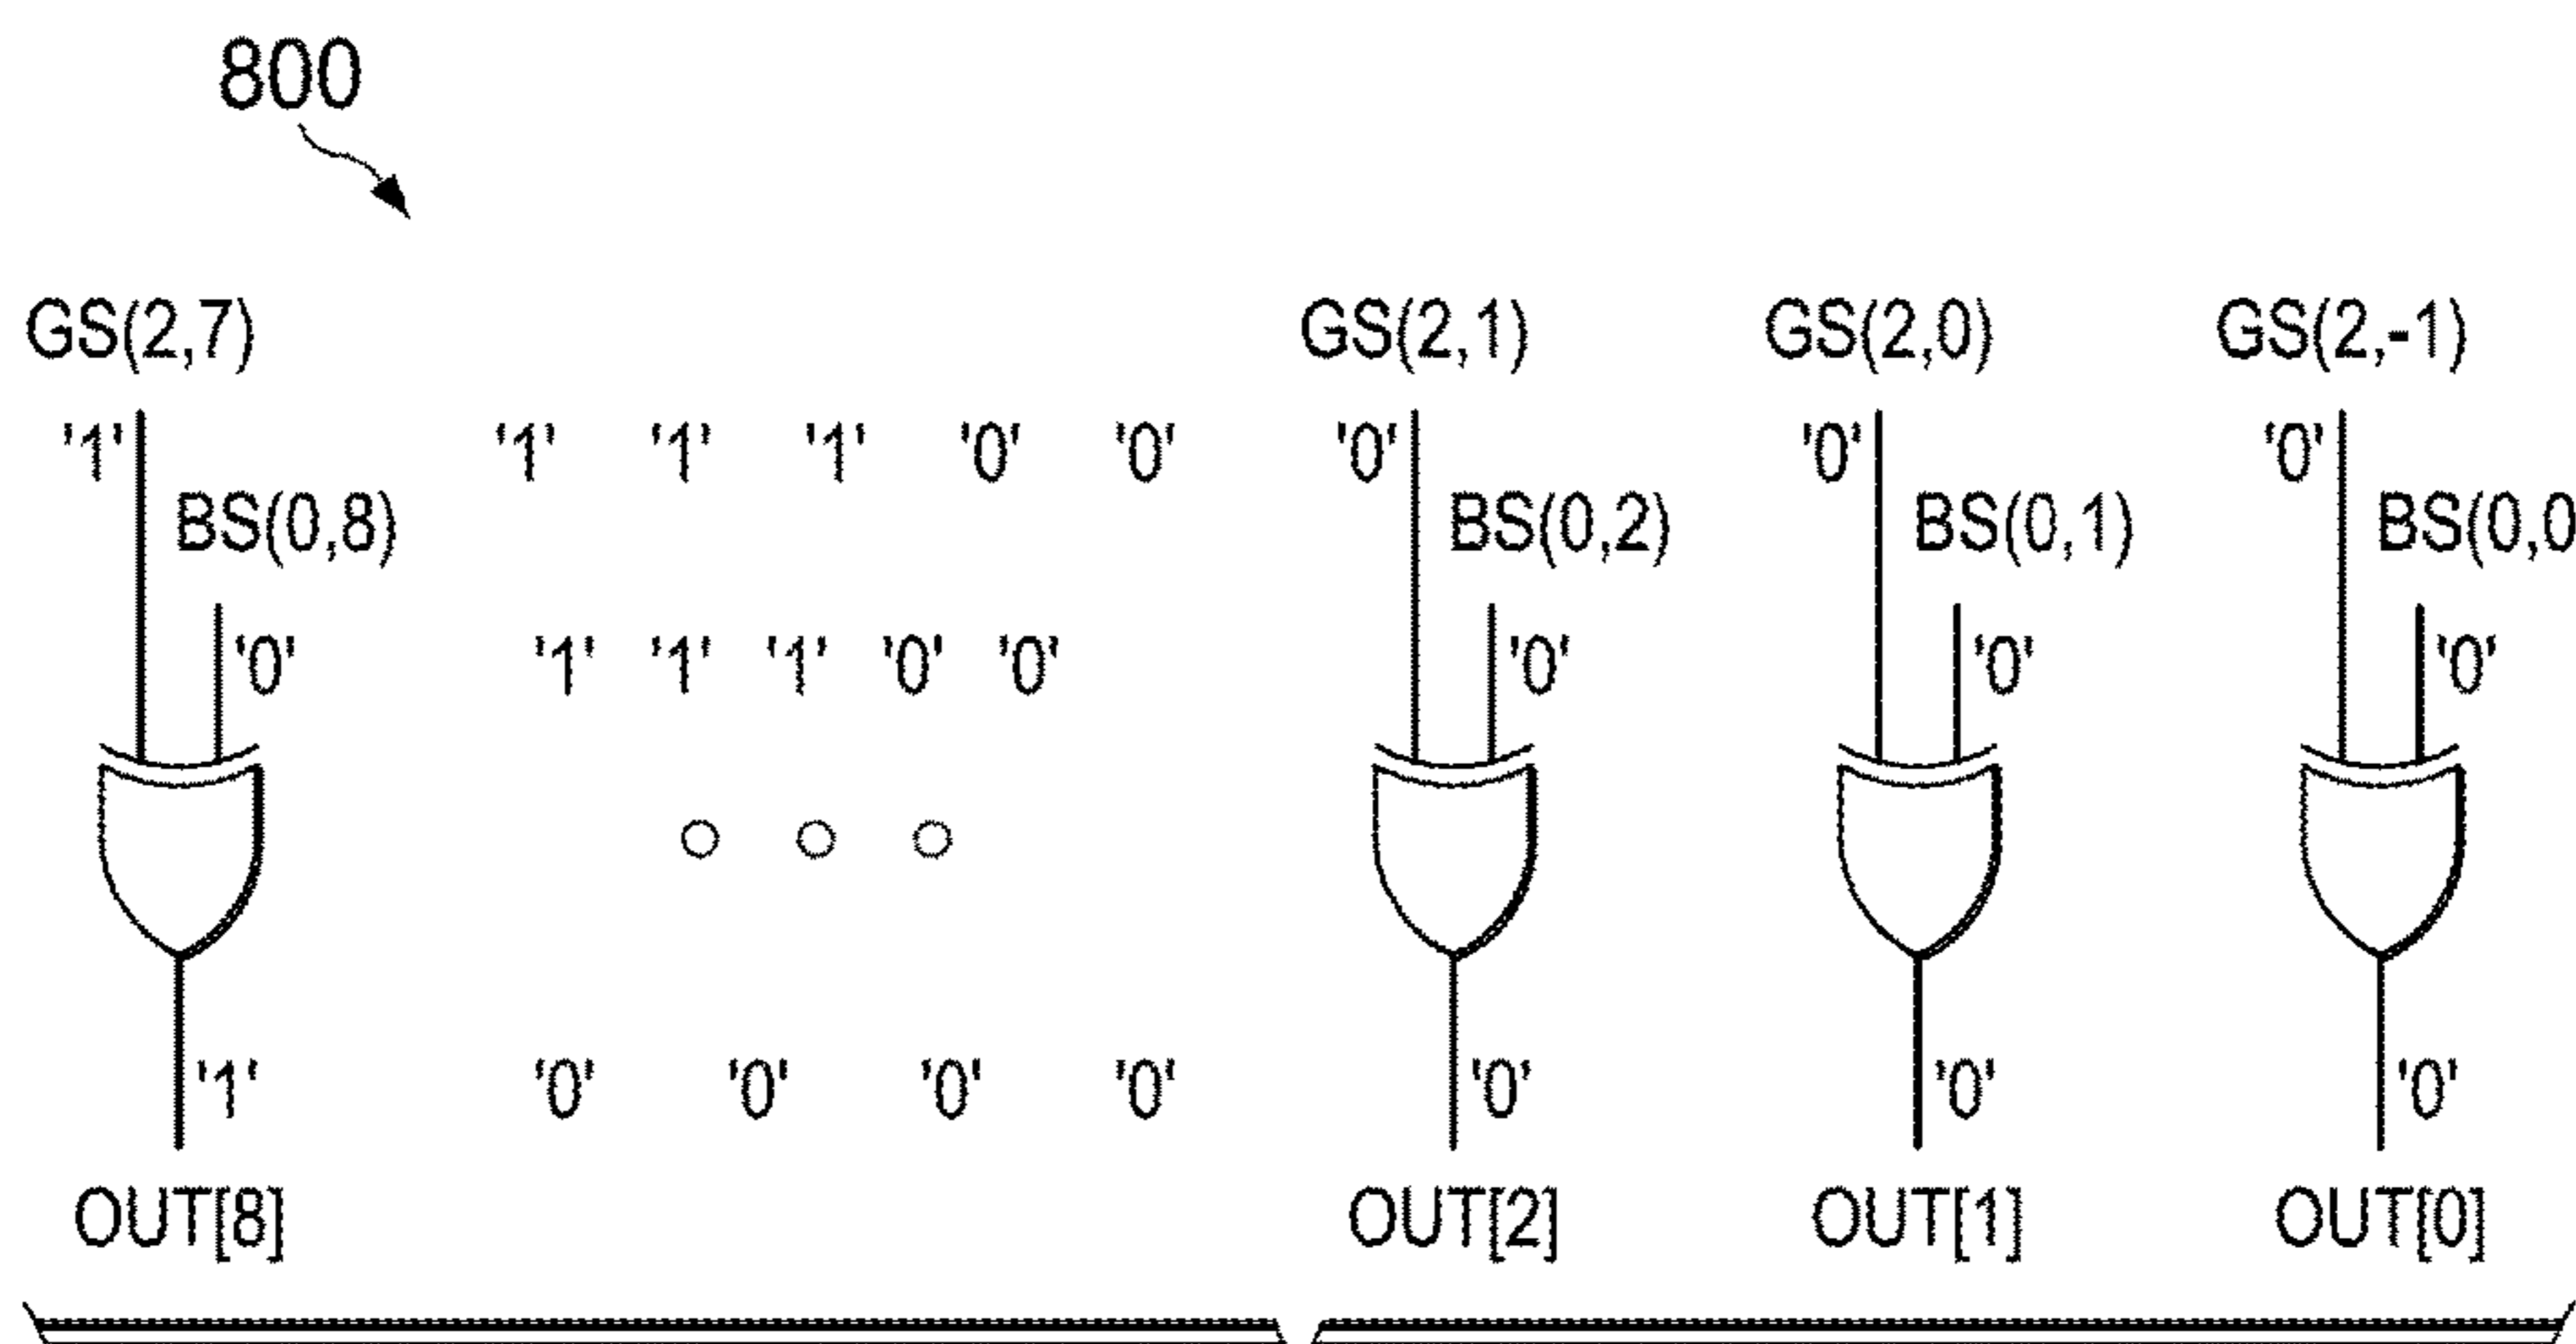 800
GS(2,7) GS(2,1) GS(2,0) GS(2,-1)
'1' '1' '1' '1' '0' '0' '0' '0' '0'
BS(0,8) BS(0,2) BS(0,1) BS(0,0
'0' '1' '1' '1' '0' '0' '0' '0' '0'
'1' '0' '0' '0' '0' '0' '0' '0'
OUT[8] OUT[2] OUT[1] OUT[0]